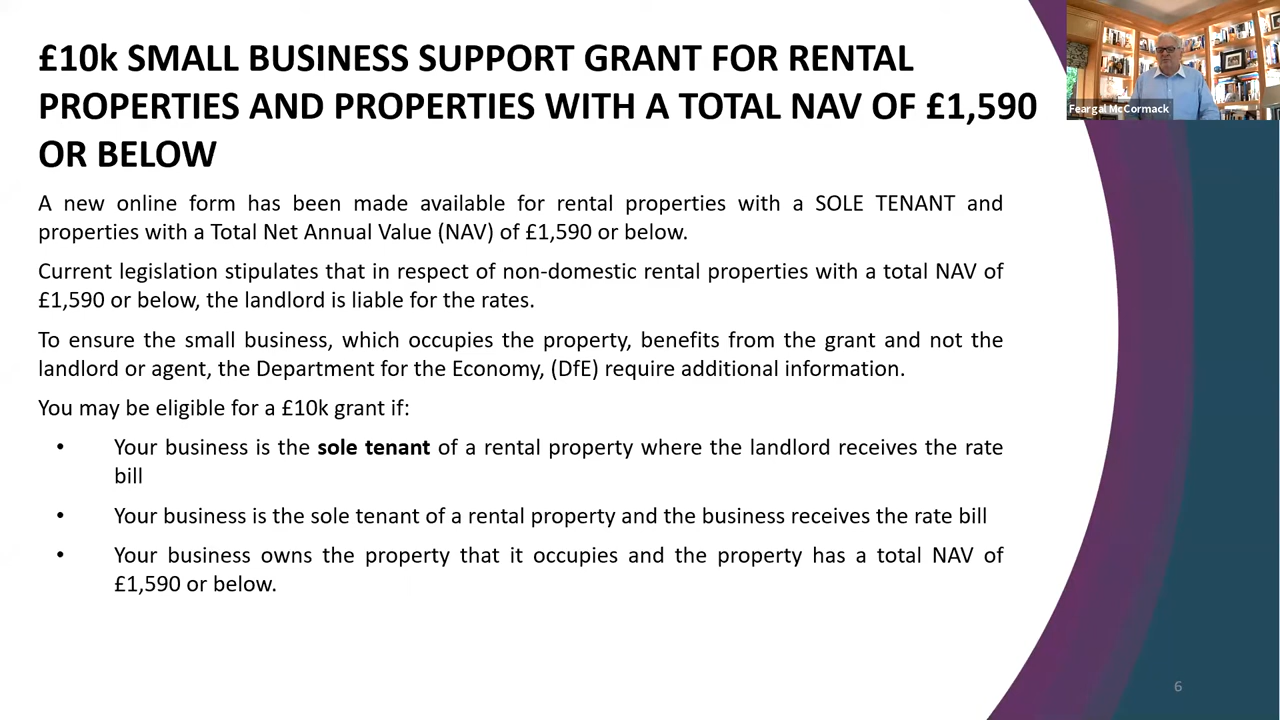 £10k SMALL BUSINESS SUPPORT GRANT FOR RENTAL
PROPERTIES AND PROPERTIES WITH A TOTAL NAV OF £1,590
OR BELOW
Feargal McCormack
A new online form has been made available for rental properties with a SOLE TENANT and
properties with a Total Net Annual Value (NAV) of £1,590 or below.
Current legislation stipulates that in respect of non-domestic rental properties with a total NAV of
£1,590 or below, the landlord is liable for the rates.
To ensure the small business, which occupies the property, benefits from the grant and not the
landlord or agent, the Department for the Economy, (DfE) require additional information.
You may be eligible for a £10k grant if:
• Your business is the sole tenant of a rental property where the landlord receives the rate
bill
• Your business is the sole tenant of a rental property and the business receives the rate bill
• Your business owns the property that it occupies and the property has a total NAV of
£1,590 or below.
6